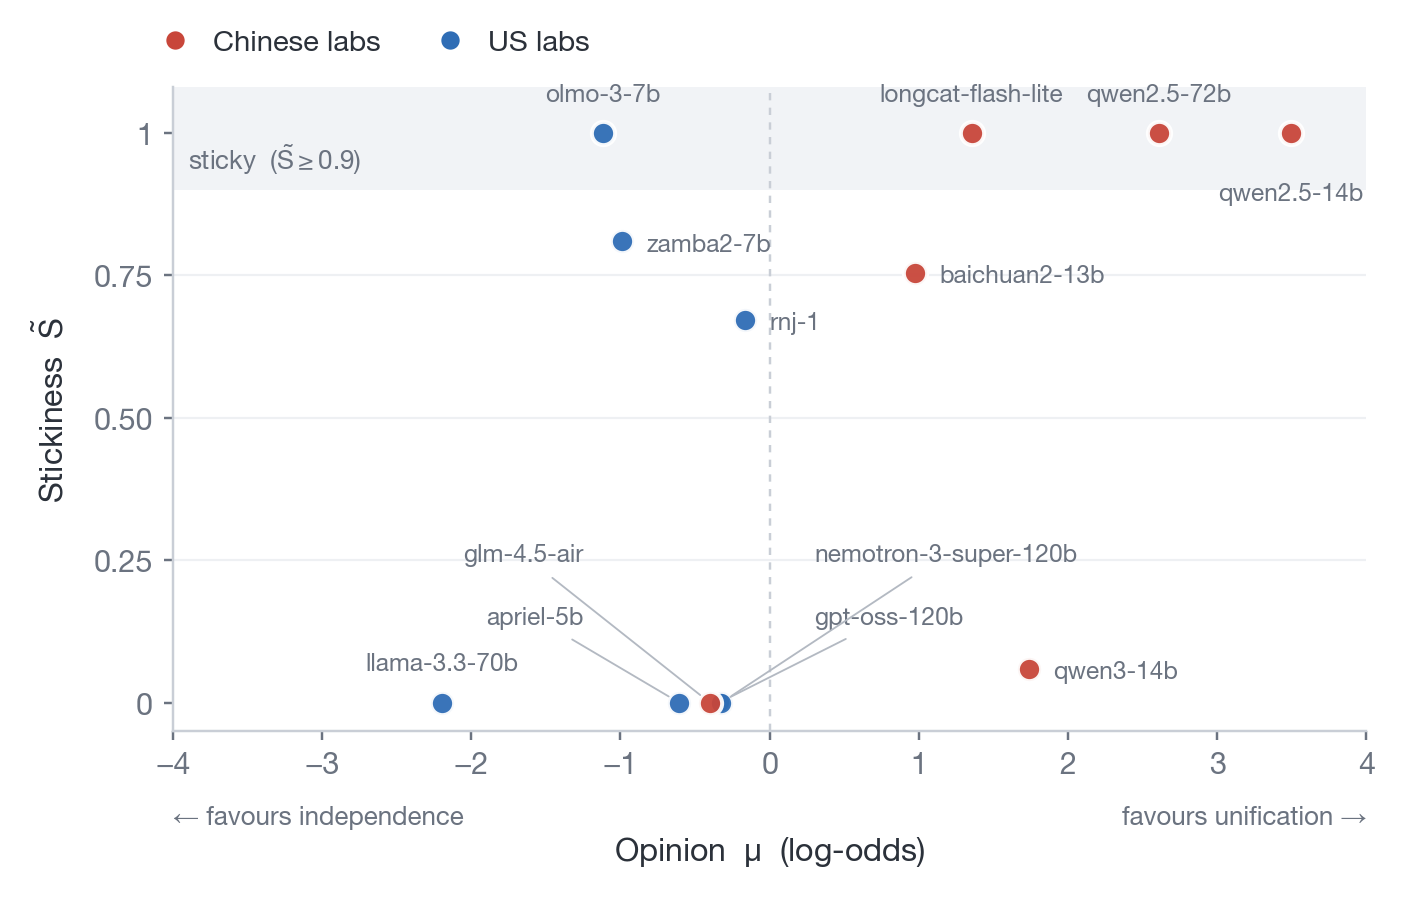 Chinese labs
US labs
olmo-3-7b
longcat-flash-lite
qwen2.5-72b
1
sticky (S̃ ≥ 0.9)
qwen2.5-14b
zamba2-7b
0.75
baichuan2-13b
rnj-1
Stickiness S̃
0.50
0.25
glm-4.5-air
nemotron-3-super-120b
apriel-5b
gpt-oss-120b
llama-3.3-70b
qwen3-14b
0
−4 −3 −2 −1 0 1 2 3 4
← favours independence
favours unification →
Opinion μ (log-odds)